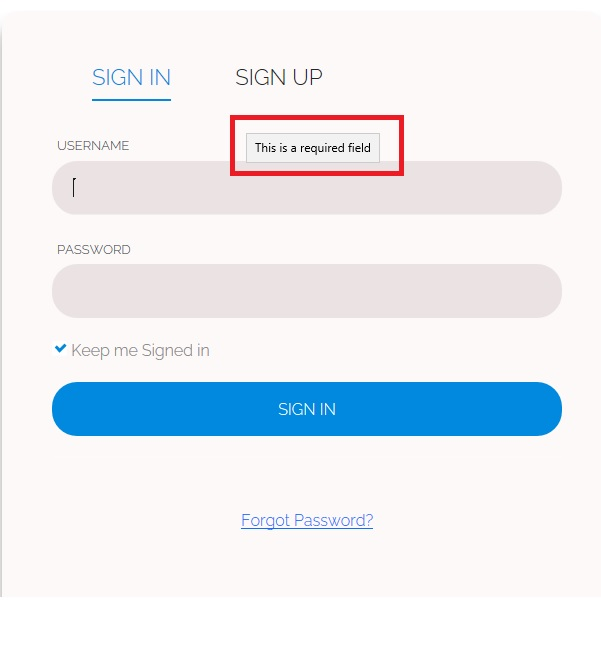 SIGN IN SIGN UP
USERNAME
This is a required field
PASSWORD
Keep me Signed in
SIGN IN
Forgot Password?